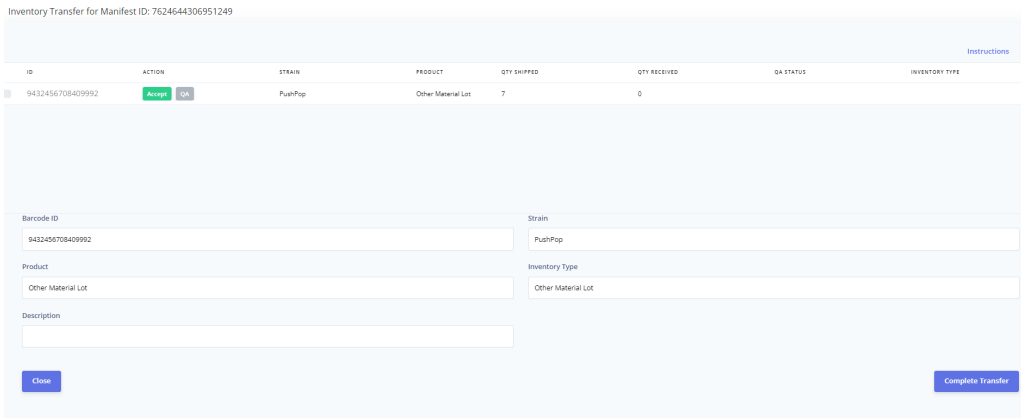 Inventory Transfer for Manifest ID: 7624644306951249
Instructions
ID ACTION STRAIN PRODUCT QTY SHIPPED QTY RECEIVED QA STATUS INVENTORY TYPE
9432456708409992 Accept QA PushPop Other Material Lot 7 0
Barcode ID Strain
9432456708409992 PushPop
Product Inventory Type
Other Material Lot Other Material Lot
Description
Close Complete Transfer